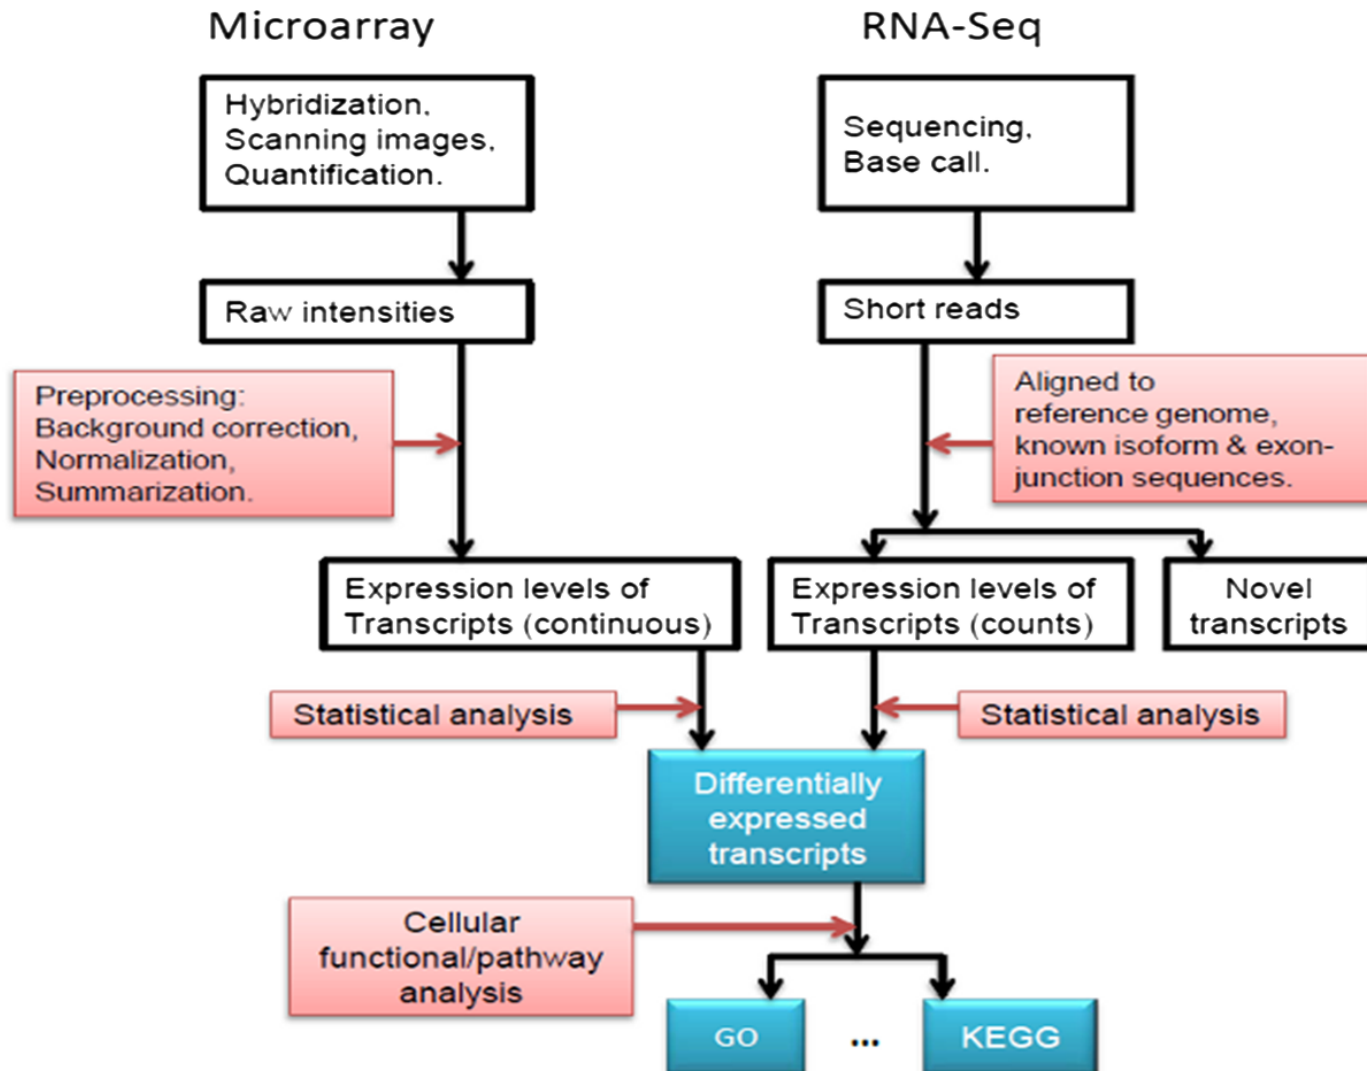 Microarray
RNA-Seq
Hybridization.
Scanning images.
Quantification.
Sequencing.
Base call.
Raw intensities
Short reads
Preprocessing:
Background correction,
Normalization,
Summarization.
Aligned to
reference genome,
known isoform & exon-
junction sequences.
Expression levels of
Transcripts (continuous)
Expression levels of
Transcripts (counts)
Novel
transcripts
Statistical analysis
Statistical analysis
Differentially
expressed
transcripts
Cellular
functional/pathway
analysis
GO
...
KEGG